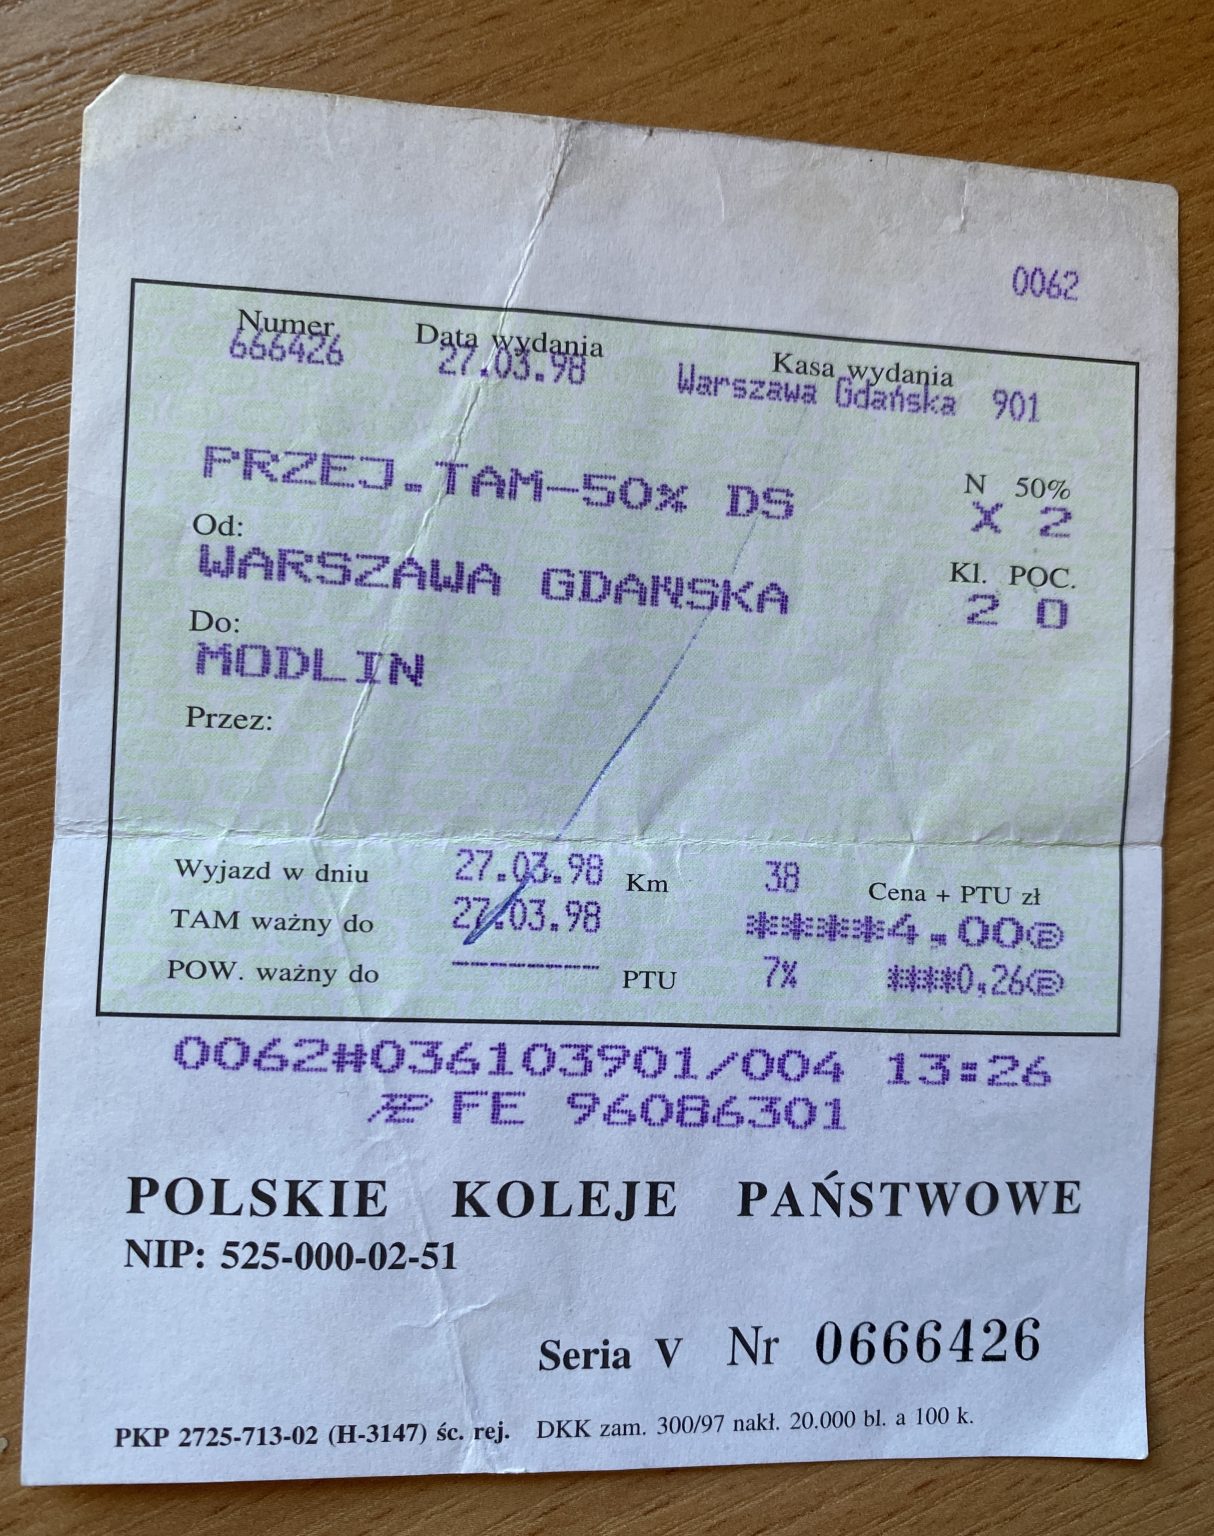 0062
Numer Data wydania Kasa wydania
666426 27.03.98 Warszawa Gdańska 901
PRZEJ.TAM-50% DS N 50%
X 2
Od:
WARSZAWA GDAŃSKA Kl. POC.
2 0
Do:
MODLIN
Przez:
Wyjazd w dniu 27.03.98 Km 38 Cena + PTU zł
TAM ważny do 27.03.98 *****4.00
POW. ważny do -------------- PTU 7% ****0,26
0062#036103901/004 13:26
FE 96086301
POLSKIE KOLEJE PAŃSTWOWE
NIP: 525-000-02-51
Seria V Nr 0666426
PKP 2725-713-02 (H-3147) śc. rej. DKK zam. 300/97 nakł. 20.000 bl. a 100 k.